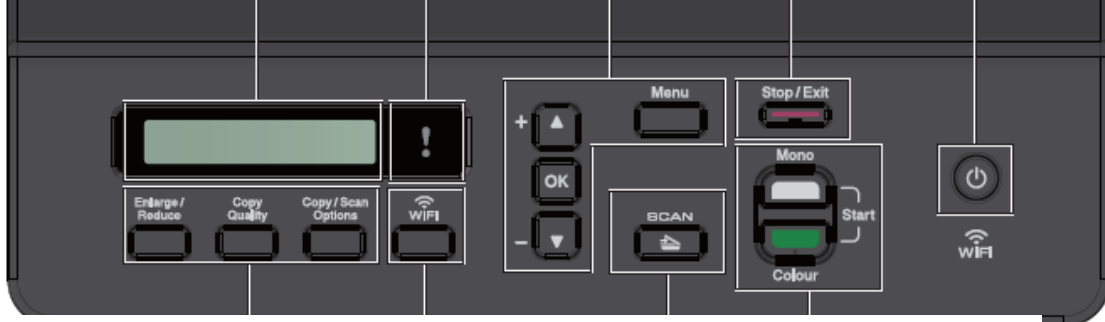 Menu
Stop / Exit
+
!
Mono
OK
Enlarge /
Reduce
Copy
Quality
Copy / Scan
Options
WiFi
SCAN
Start
−
WiFi
Colour